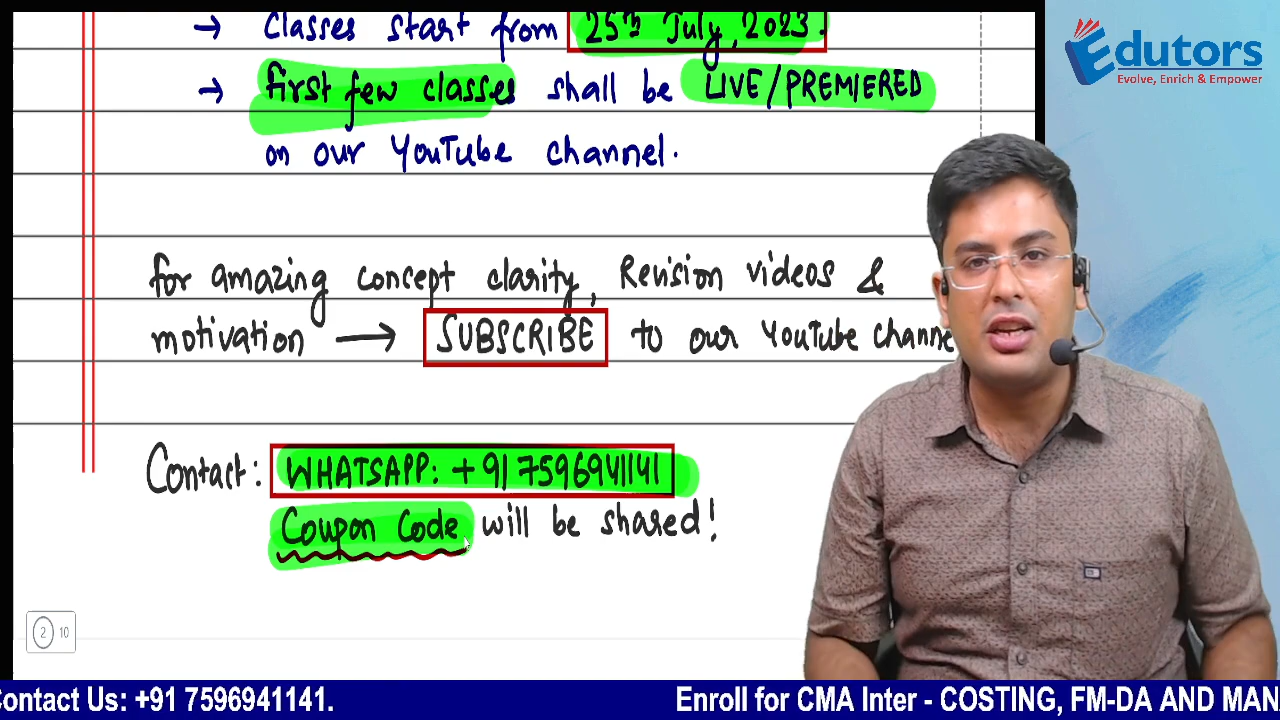 → Classes start from 25th July, 2023.
→ first few classes shall be LIVE/PREMIERED
on our YouTube channel.
for amazing concept clarity, Revision videos &
motivation → SUBSCRIBE to our YouTube Channe
Contact: WHATSAPP: +91 7596941141
Coupon Code will be shared!
2 10
Edutors
Evolve, Enrich & Empower
Contact Us: +91 7596941141. Enroll for CMA Inter - COSTING, FM-DA AND MAN